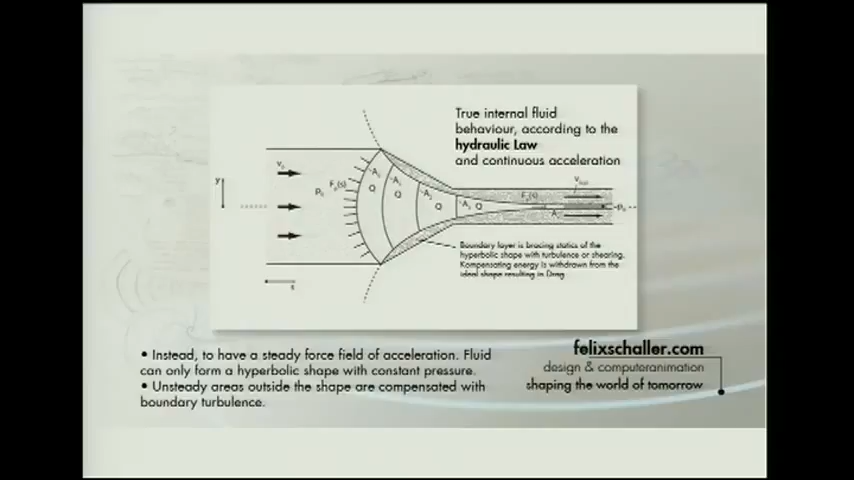 True internal fluid
behaviour, according to the
hydraulic Law
and continuous acceleration
y
x
Q
Q
Q
Q
Boundary layer is bracing statics of the
hyperbolic shape with turbulence or shearing.
Kompensating energy is withdrawn from the
ideal shape resulting in Drag
• Instead, to have a steady force field of acceleration. Fluid
can only form a hyperbolic shape with constant pressure.
• Unsteady areas outside the shape are compensated with
boundary turbulence.
felixschaller.com
design & computeranimation
shaping the world of tomorrow